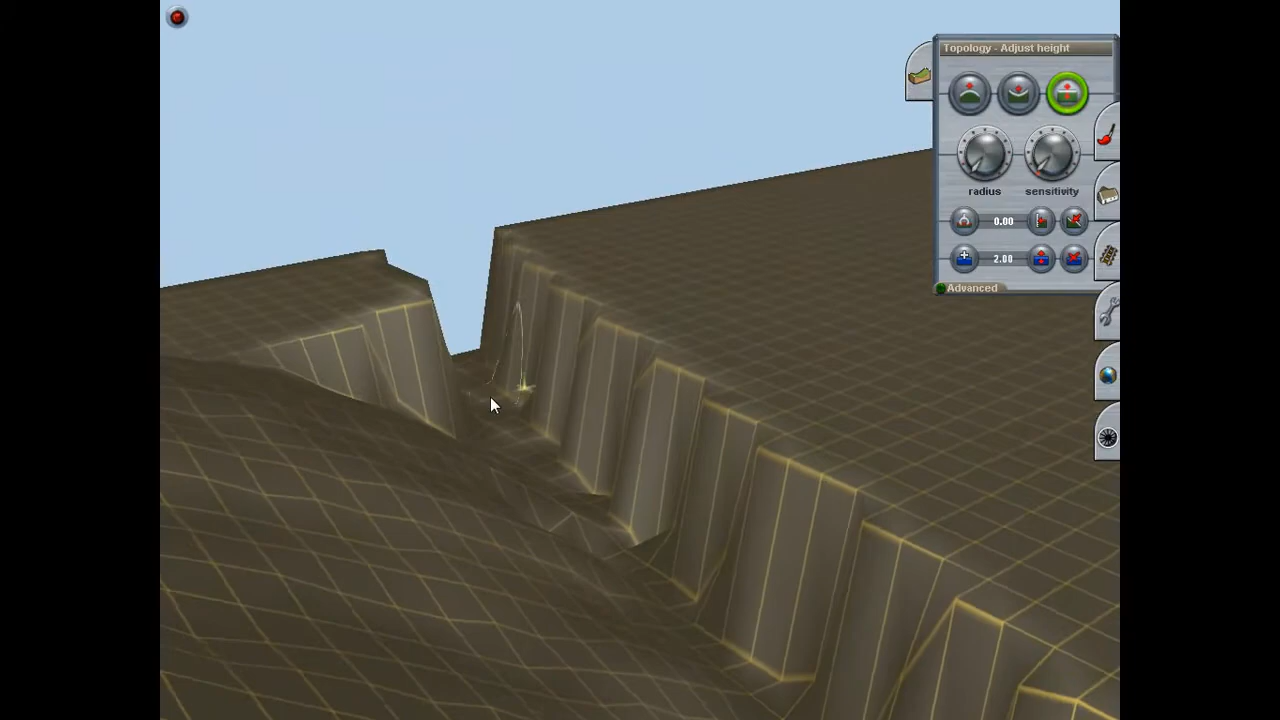 Topology - Adjust height
radius sensitivity
0.00
2.00
Advanced